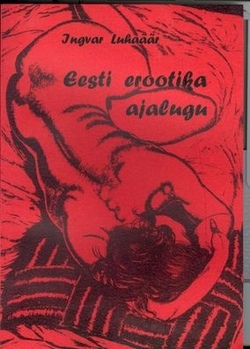 Ingvar Luhaäär
Eesti erootika
ajalugu